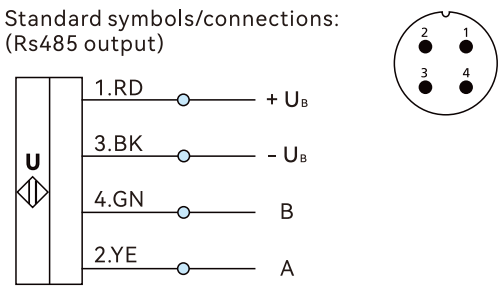 Standard symbols/connections:
(Rs485 output)
2 1
3 4
1.RD + UB
3.BK - UB
U
4.GN B
2.YE A